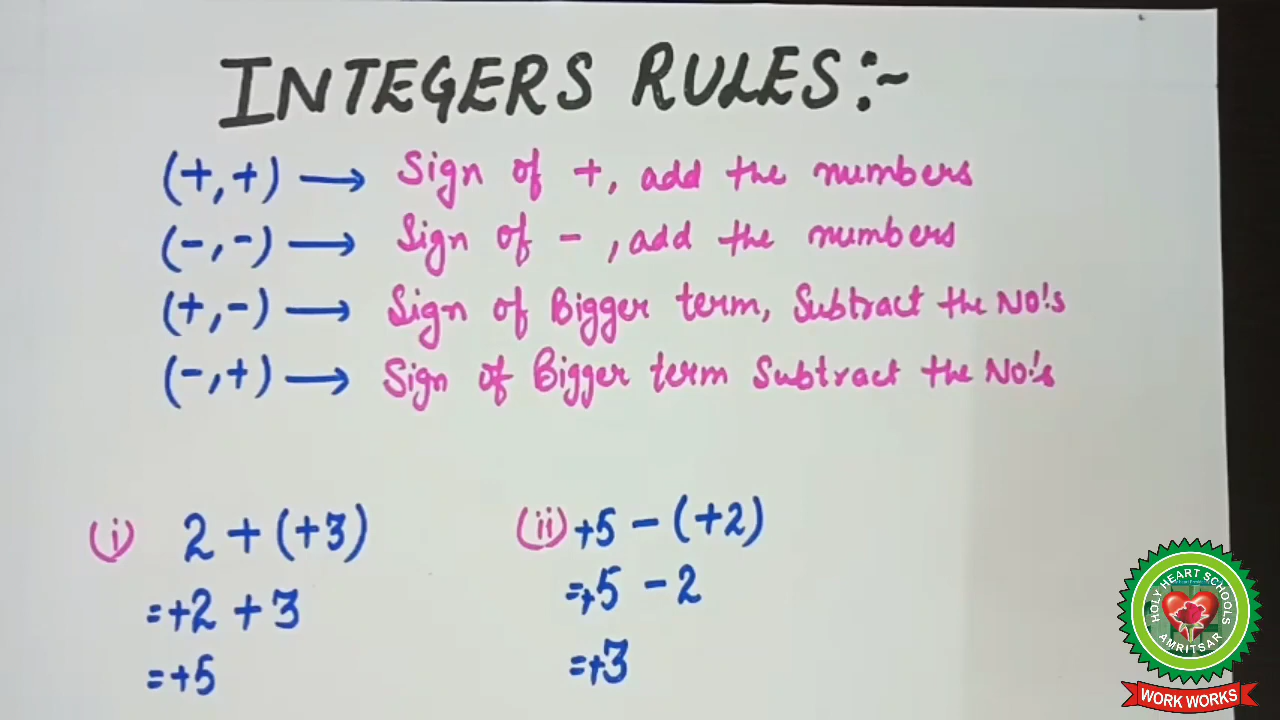 INTEGERS RULES:~
(+,+) → Sign of +, add the numbers
(-,-) → Sign of - , add the numbers
(+,-) → Sign of Bigger term, Subtract the NO!s
(-,+) → Sign of Bigger term Subtract the NO!s
(i) 2 + (+3)
= +2 + 3
= +5
(ii) +5 - (+2)
= +5 - 2
= +3
HOLY HEART SCHOOLS
AMRITSAR
WORK WORKS